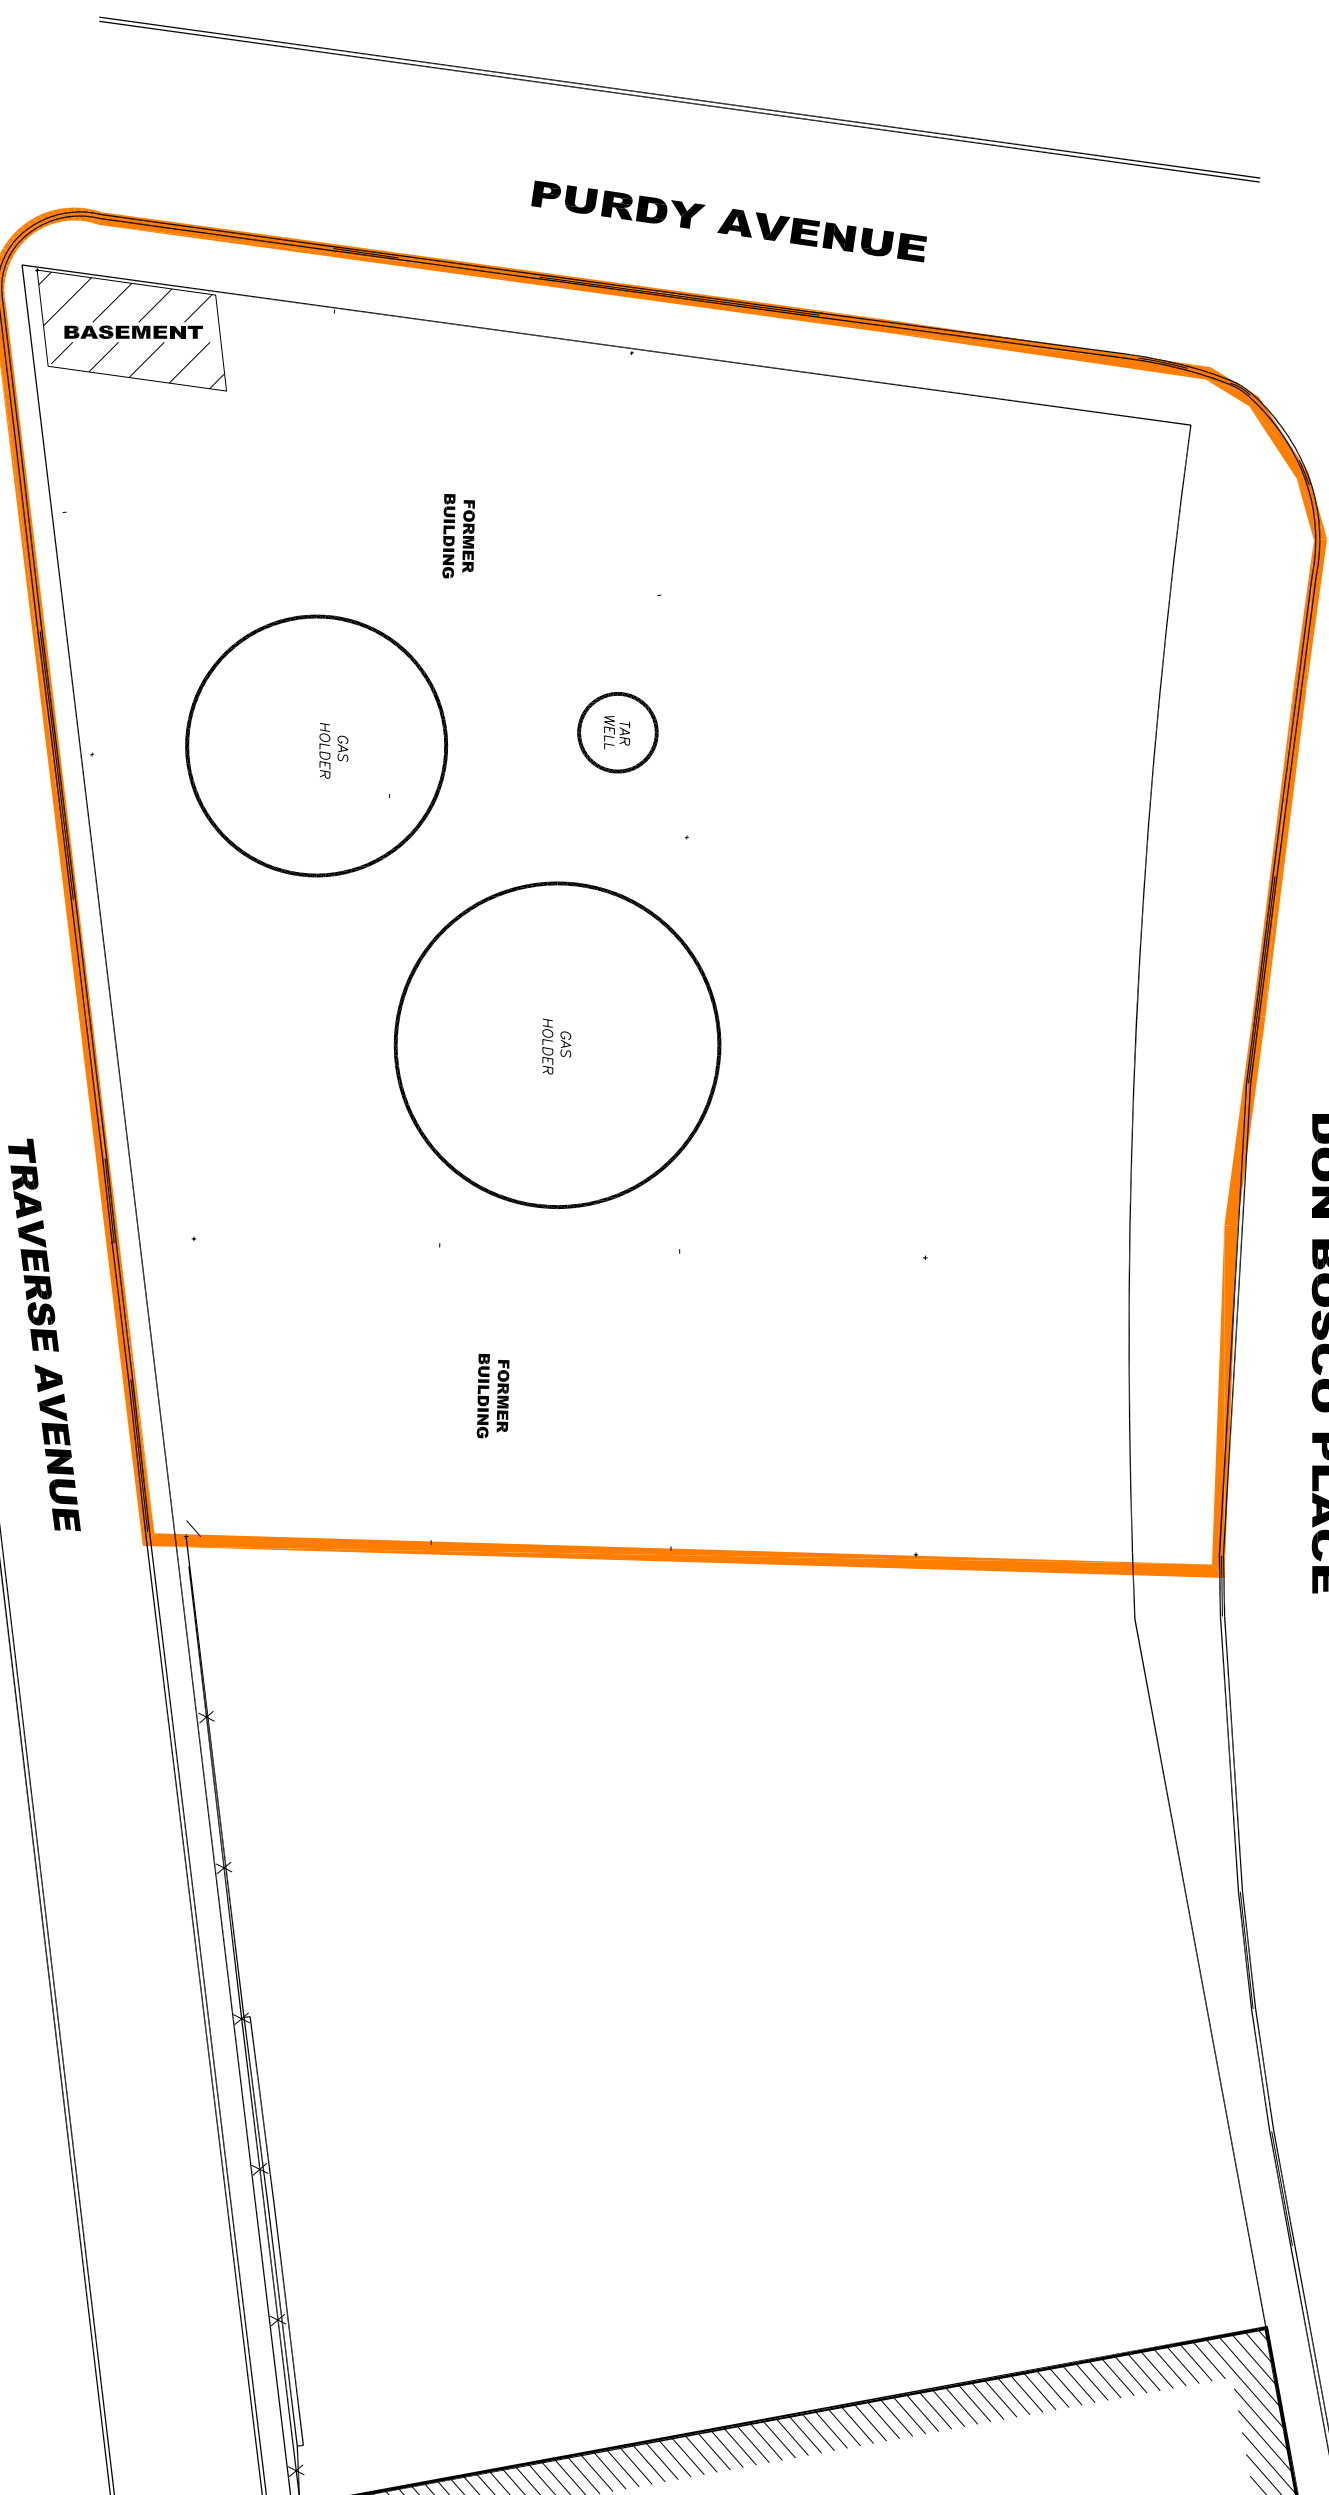 PURDY AVENUE
BASEMENT
FORMER
BUILDING
TAR
WELL
GAS
HOLDER
GAS
HOLDER
TRAVERSE AVENUE
DON BOSCO PLACE
FORMER
BUILDING